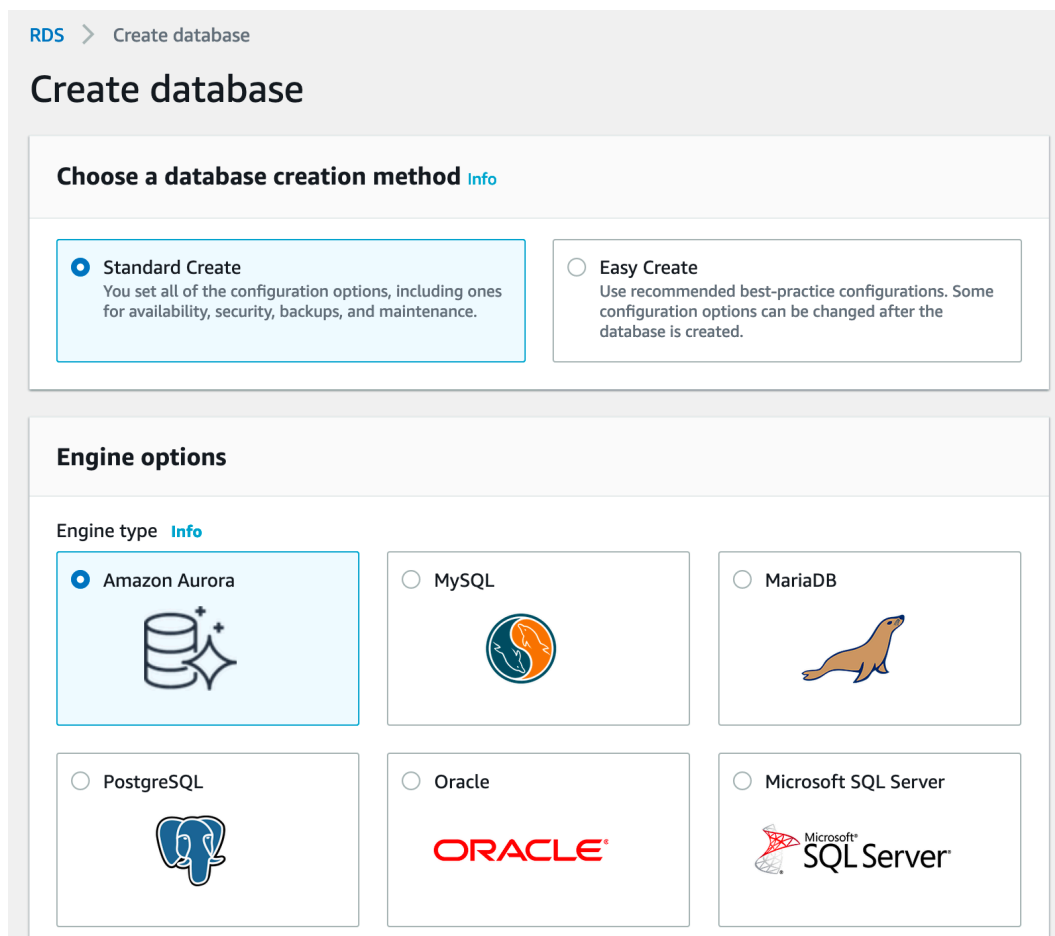 RDS > Create database
Create database
Choose a database creation method Info
Standard Create
You set all of the configuration options, including ones
for availability, security, backups, and maintenance.
Easy Create
Use recommended best-practice configurations. Some
configuration options can be changed after the
database is created.
Engine options
Engine type Info
Amazon Aurora
MySQL
MariaDB
PostgreSQL
Oracle
ORACLE®
Microsoft SQL Server
Microsoft®
SQL Server®